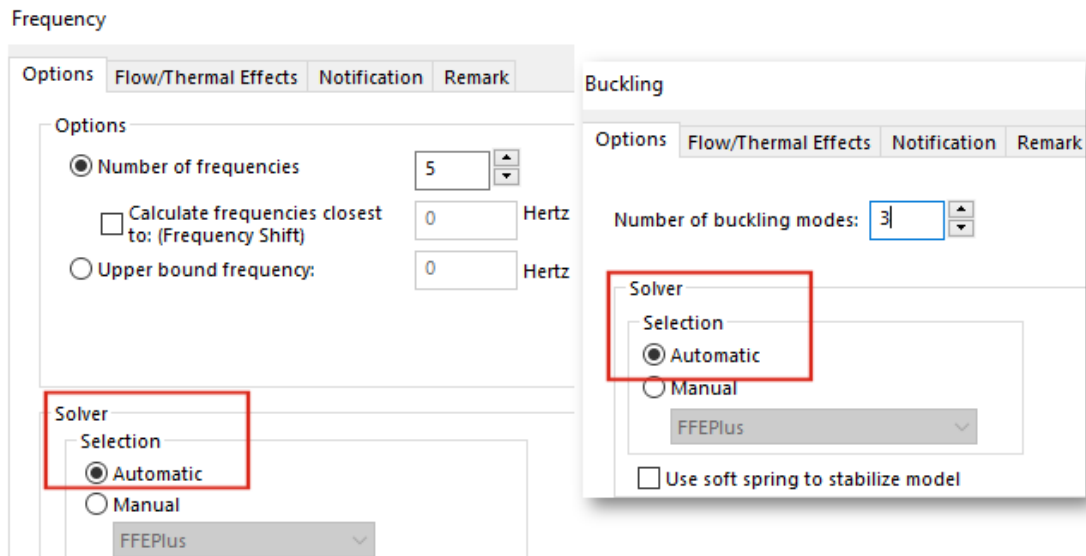 Frequency
Options Flow/Thermal Effects Notification Remark
Options
Number of frequencies 5
Calculate frequencies closest 0 Hertz
to: (Frequency Shift)
Upper bound frequency: 0 Hertz
Solver
Selection
Automatic
Manual
FFEPlus
Buckling
Options Flow/Thermal Effects Notification Remark
Number of buckling modes: 3
Solver
Selection
Automatic
Manual
FFEPlus
Use soft spring to stabilize model